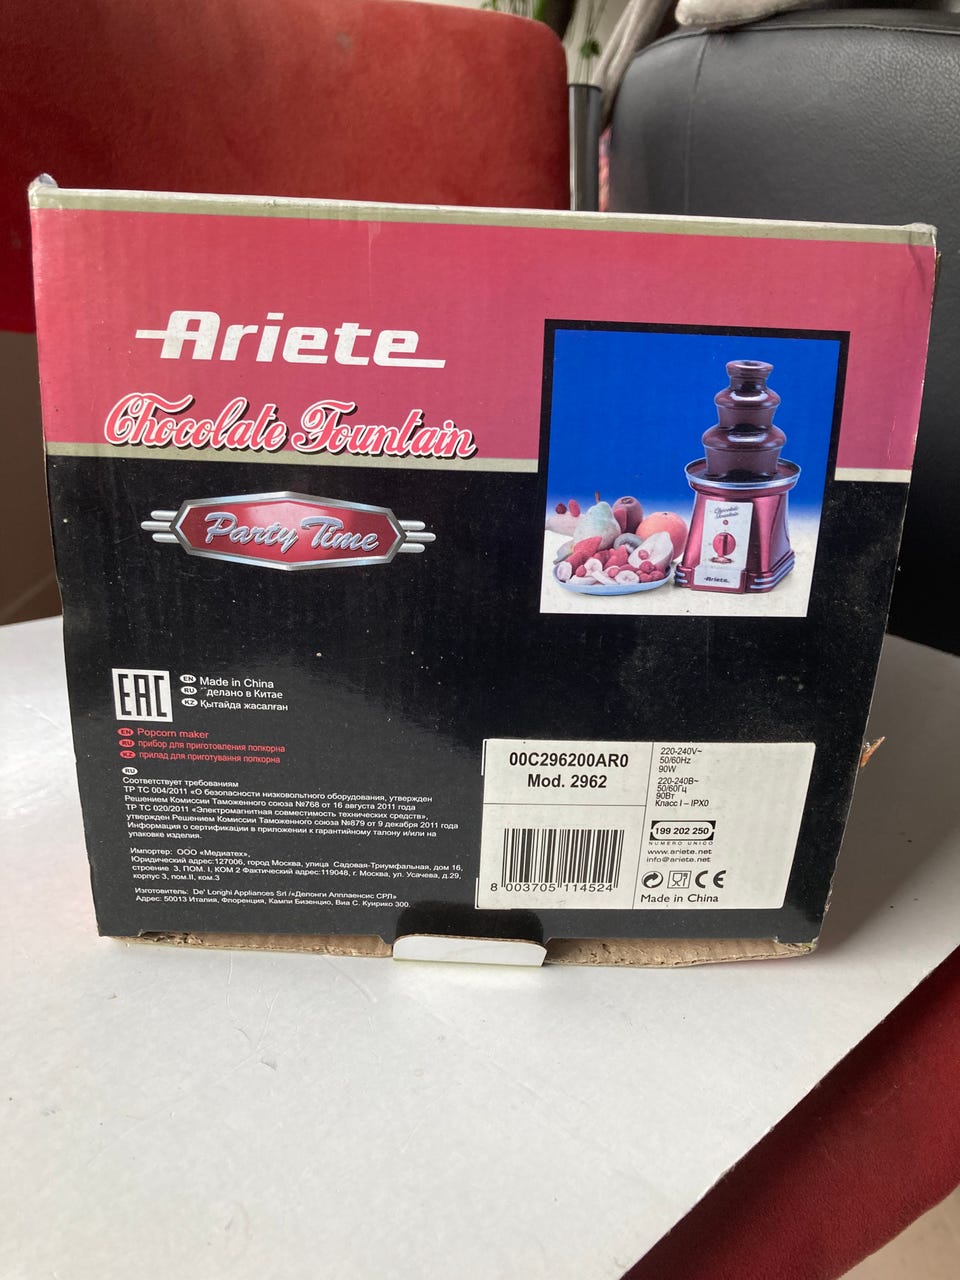 Ariete
Chocolate Fountain
Party Time
Chocolate
Fountain
Ariete
EAC
EN Made in China
RU делано в Китае
KZ Қытайда жасалған
EN Popcorn maker
RU прибор для приготовления попкорна
KZ прилад для приготування попкорна
RU
Соответствует требованиям
ТР ТС 004/2011 «О безопасности низковольтного оборудования, утвержден
Решением Комиссии Таможенного союза №768 от 16 августа 2011 года
ТР ТС 020/2011 «Электромагнитная совместимость технических средств»,
утвержден Решением Комиссии Таможенного союза №879 от 9 декабря 2011 года
Информация о сертификации в приложении к гарантийному талону и/или на
упаковке изделия.
Импортер: ООО «Медиатех»,
Юридический адрес:127006, город Москва, улица Садовая-Триумфальная, дом 16,
строение 3, ПОМ. I, КОМ 2 Фактический адрес:119048, г. Москва, ул. Усачева, д.29,
корпус 3, пом.II, ком.3
Изготовитель: De' Longhi Appliances Srl /«Делонги Апплаенсис СРЛ»
Адрес: 50013 Италия, Флоренция, Кампи Бизенцио, Виа С. Куирико 300.
00C296200AR0
Mod. 2962
8 003705 114524
220-240V~
50/60Hz
90W
220-240В~
50/60Гц
90Вт
Класс I – IPX0
199 202 250
NUMERO UNICO
www.ariete.net
info@ariete.net
CE
Made in China